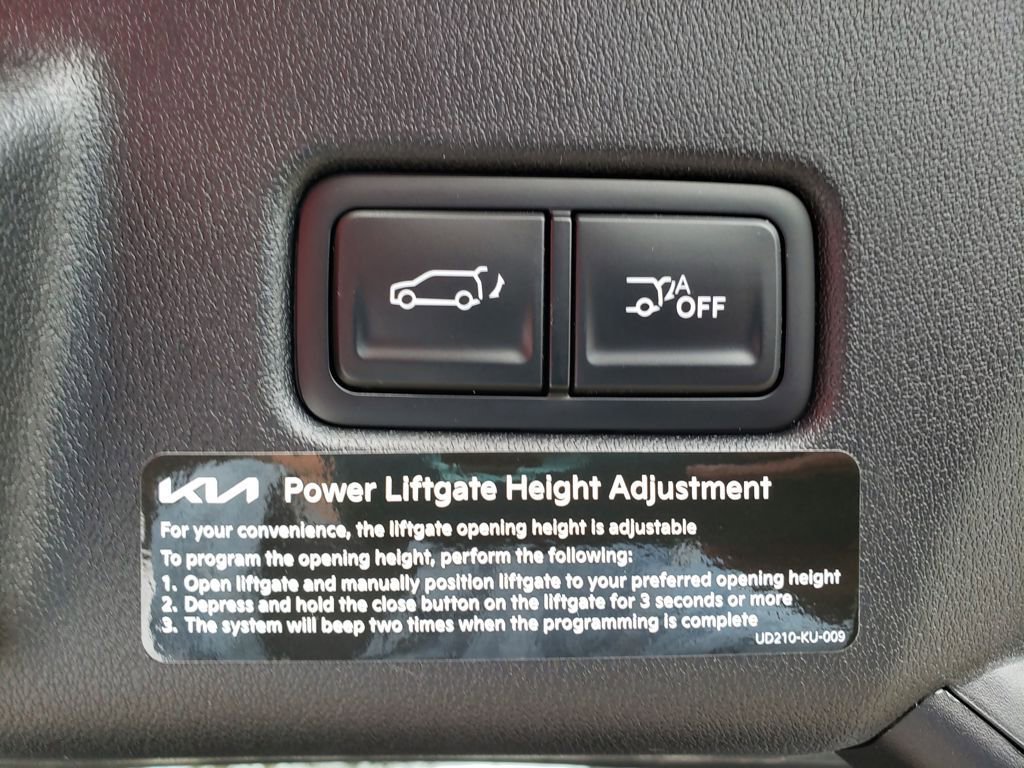 A
OFF
KIA Power Liftgate Height Adjustment
For your convenience, the liftgate opening height is adjustable
To program the opening height, perform the following:
1. Open liftgate and manually position liftgate to your preferred opening height
2. Depress and hold the close button on the liftgate for 3 seconds or more
3. The system will beep two times when the programming is complete
UD210-KU-009